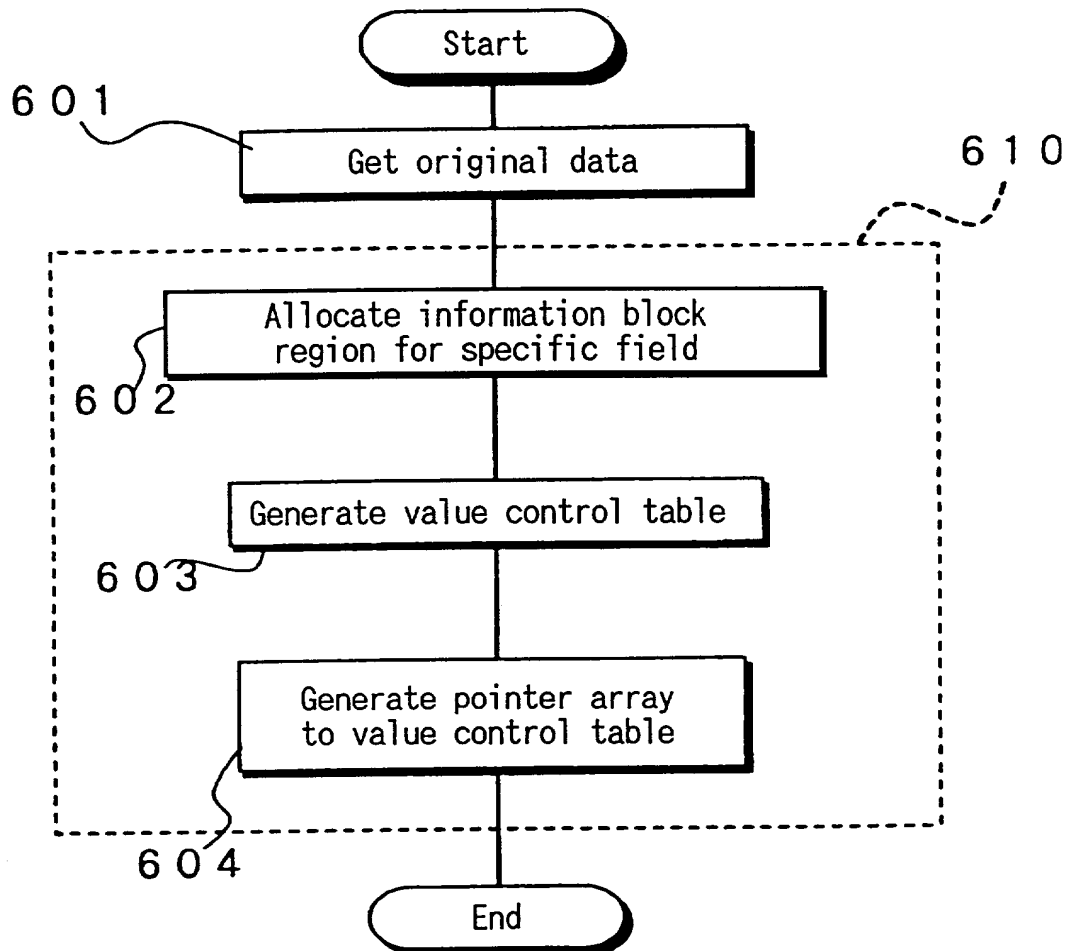 Start
601
Get original data
610
Allocate information block
region for specific field
602
Generate value control table
603
Generate pointer array
to value control table
604
End